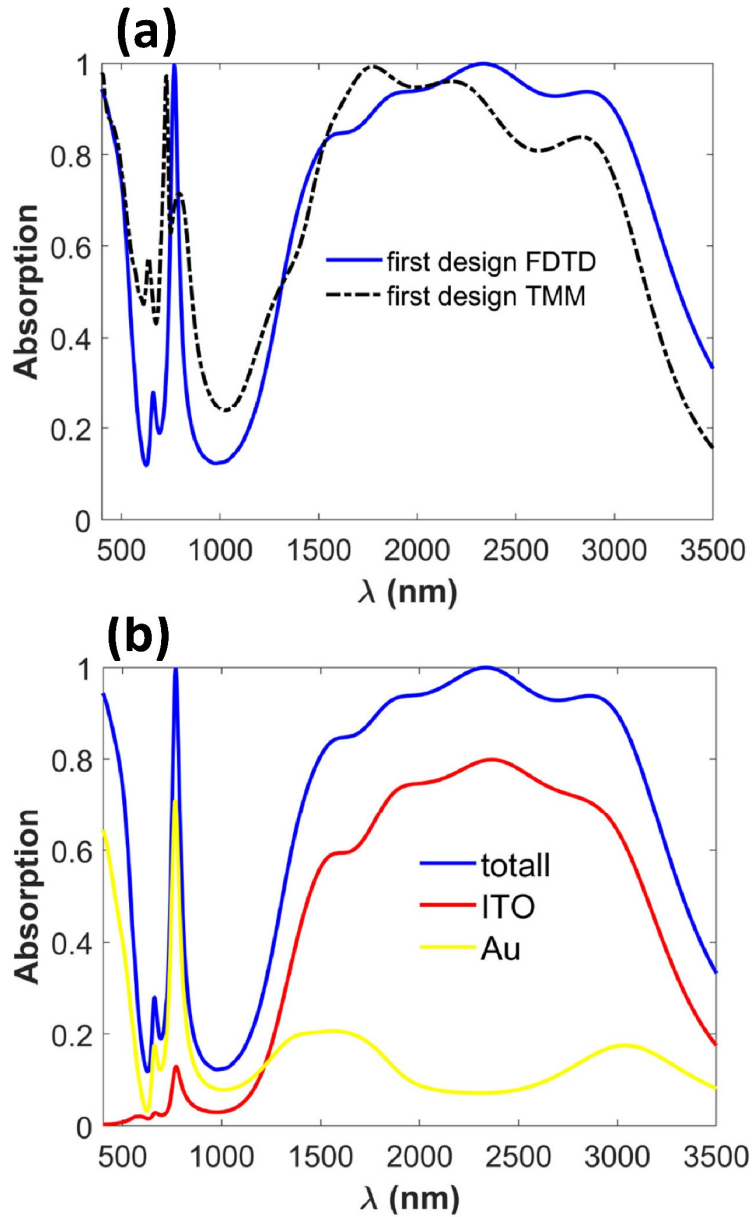 (a)
1
0.8
0.6
0.4
0.2
0
Absorption
first design FDTD
first design TMM
500 1000 1500 2000 2500 3000 3500
λ (nm)
(b)
1
0.8
0.6
0.4
0.2
0
Absorption
totall
ITO
Au
500 1000 1500 2000 2500 3000 3500
λ (nm)